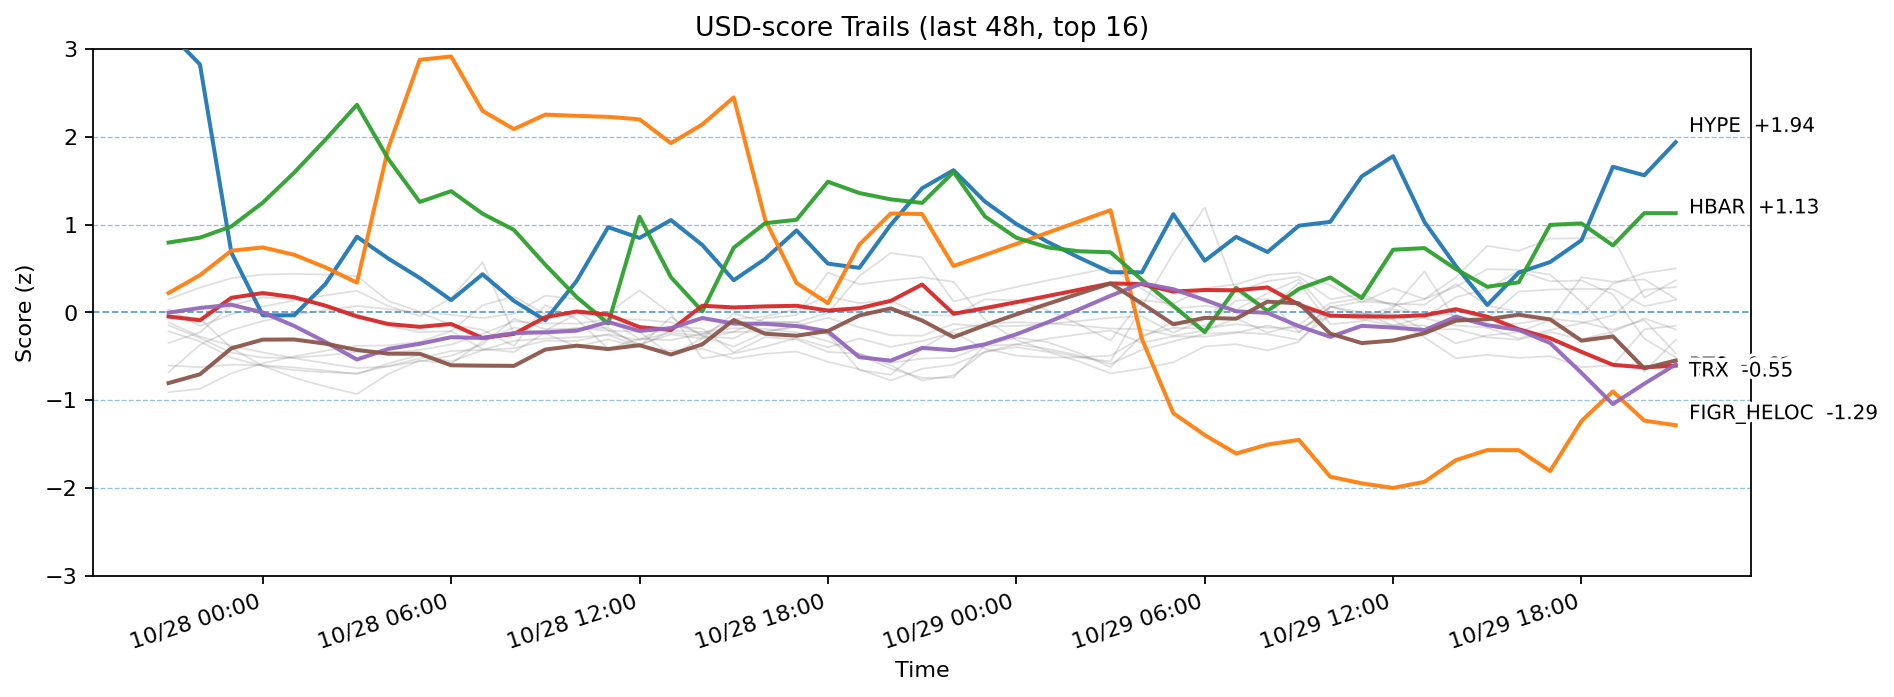 USD-score Trails (last 48h, top 16)
Score (z)
3
2
1
0
−1
−2
−3
HYPE +1.94
HBAR +1.13
TRX -0.55
FIGR_HELOC -1.29
10/28 00:00
10/28 06:00
10/28 12:00
10/28 18:00
10/29 00:00
10/29 06:00
10/29 12:00
10/29 18:00
Time